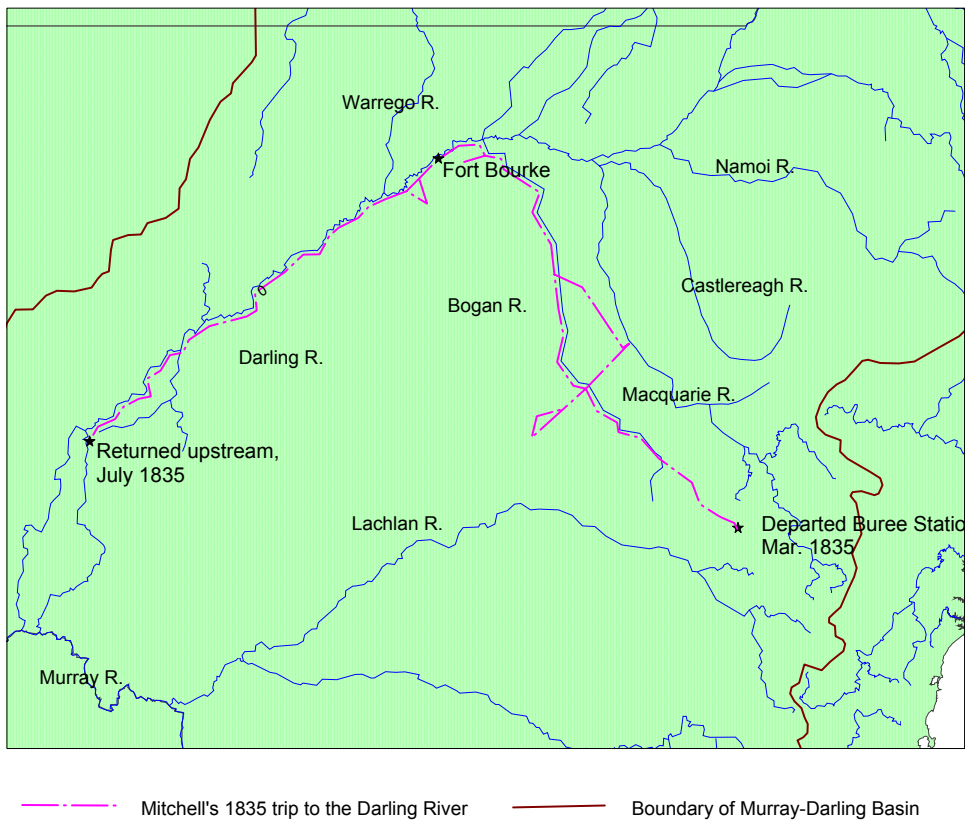 Warrego R.
Fort Bourke
Namoi R.
Castlereagh R.
Bogan R.
Darling R.
Macquarie R.
Returned upstream,
July 1835
Lachlan R.
Departed Buree Statio
Mar. 1835
Murray R.
Mitchell's 1835 trip to the Darling River
Boundary of Murray-Darling Basin